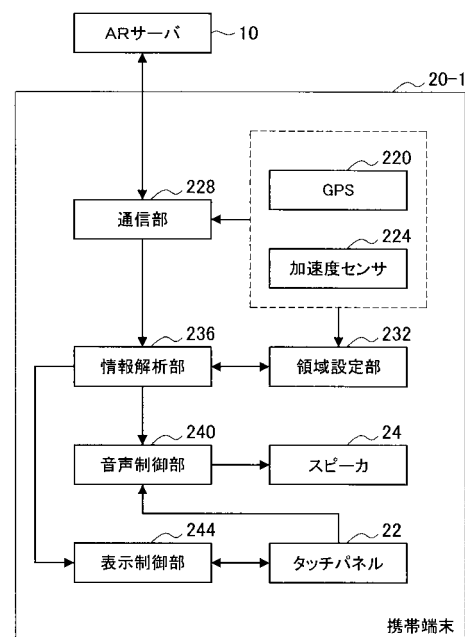 ARサーバ
10
20-1
220
GPS
228
通信部
224
加速度センサ
236
情報解析部
232
領域設定部
240
音声制御部
24
スピーカ
244
表示制御部
22
タッチパネル
携帯端末